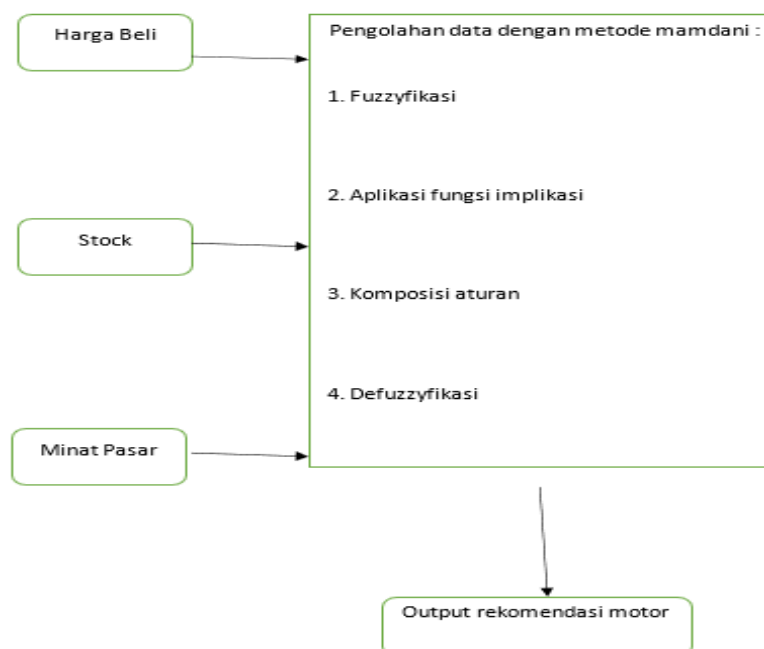 Harga Beli
Pengolahan data dengan metode mamdani :
1. Fuzzyfikasi
2. Aplikasi fungsi implikasi
Stock
3. Komposisi aturan
4. Defuzzyfikasi
Minat Pasar
Output rekomendasi motor